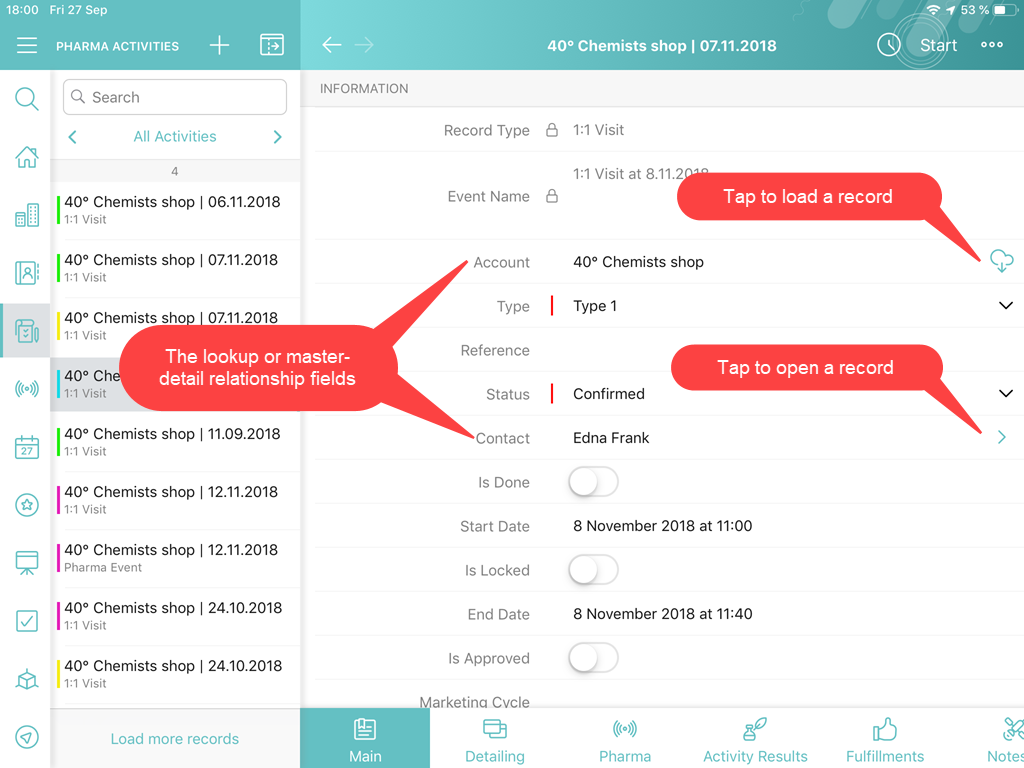 18:00 Fri 27 Sep
53 %
PHARMA ACTIVITIES
40° Chemists shop | 07.11.2018
Start
Search
All Activities
4
40° Chemists shop | 06.11.2018
1:1 Visit
40° Chemists shop | 07.11.2018
1:1 Visit
40° Chemists shop | 07.11.2018
1:1 Visit
40° Che
1:1 Visit
40° Chemists shop | 11.09.2018
1:1 Visit
40° Chemists shop | 12.11.2018
1:1 Visit
40° Chemists shop | 12.11.2018
Pharma Event
40° Chemists shop | 24.10.2018
1:1 Visit
40° Chemists shop | 24.10.2018
1:1 Visit
Load more records
27
INFORMATION
Record Type 1:1 Visit
Event Name 1:1 Visit at 8.11.2018
Tap to load a record
Account 40° Chemists shop
Type Type 1
The lookup or master-
detail relationship fields
Reference
Tap to open a record
Status Confirmed
Contact Edna Frank
Is Done
Start Date 8 November 2018 at 11:00
Is Locked
End Date 8 November 2018 at 11:40
Is Approved
Marketing Cycle
Main
Detailing
Pharma
Activity Results
Fulfillments
Notes